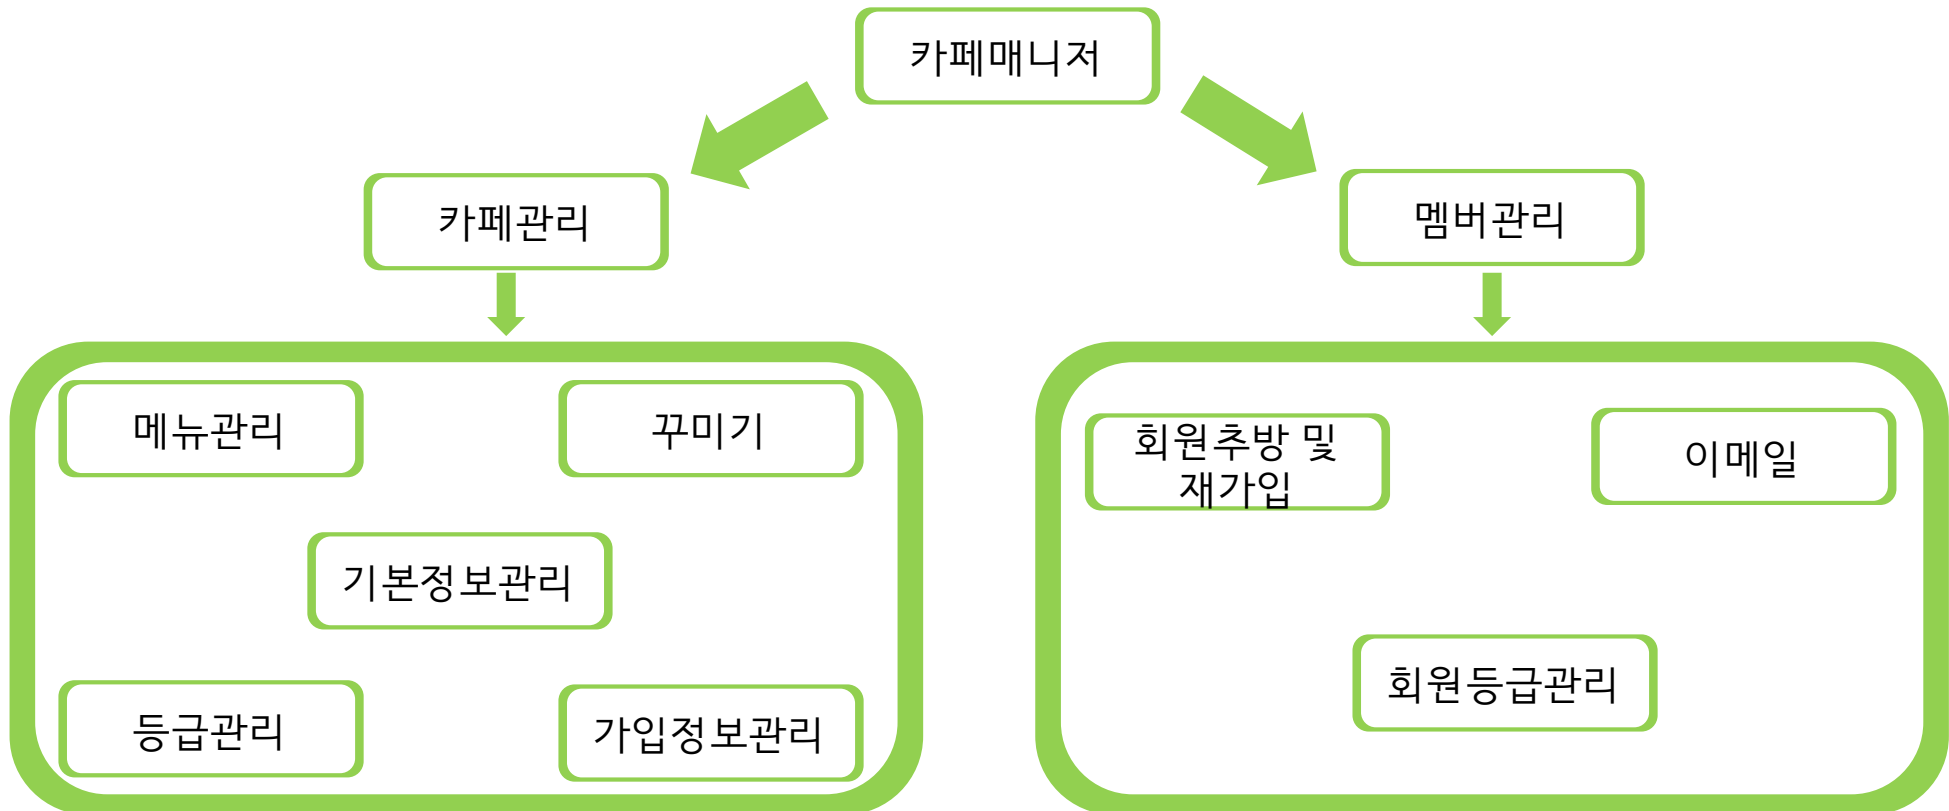 카페매니저
카페관리
멤버관리
메뉴관리
꾸미기
기본정보관리
등급관리
가입정보관리
회원추방 및
재가입
이메일
회원등급관리